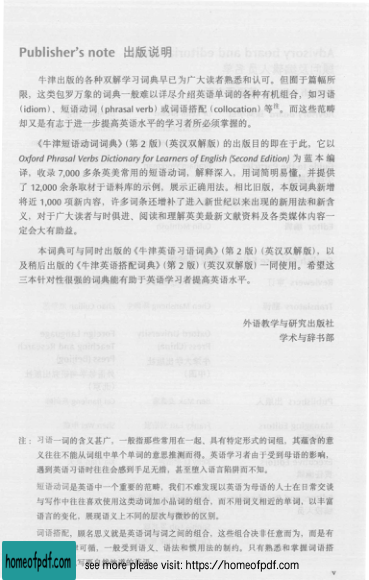 Publisher's note 出版说明
牛津出版的各种双解学习词典早已为广大读者熟悉和认可。但囿于篇幅所
限，这类包罗万象的词典一般难以详尽介绍英语单词的各种有机组合，如习语
(idiom)、短语动词 (phrasal verb) 或词语搭配 (collocation) 等注。而这些范畴
却又是有志于进一步提高英语水平的学习者所必须掌握的。
《牛津短语动词词典》(第 2 版) (英汉双解版) 的出版目的即在于此。它以
Oxford Phrasal Verbs Dictionary for Learners of English (Second Edition) 为蓝本编
译，收录 7,000 多条英美常用的短语动词，解释深入，用词简明易懂，并提供
了 12,000 余条取材于语料库的示例，展示正确用法。相比旧版，本版词典新增
将近 1,000 项新内容，许多词条还增补了进入新世纪以来出现的新用法和新含
义，对于广大读者与时俱进、阅读和理解英美最新文献资料及各类媒体内容一
定会大有助益。
本词典可与同时出版的《牛津英语习语词典》(第 2 版) (英汉双解版)，以
及稍后出版的《牛津英语搭配词典》(第 2 版) (英汉双解版) 一同使用。希望这
三本针对性很强的词典能有助于英语学习者提高英语水平。
外语教学与研究出版社
学术与辞书部
注：习语一词的含义甚广，一般指那些常用在一起、具有特定形式的词组，其蕴含的意
义往往不能从词组中单个单词的意思推测而得。英语学习者由于受到母语的影响，
遇到英语习语时往往会感到手足无措，甚至堕入语言陷阱而不知。
短语动词是英语中一个重要的范畴。我们不难发现以英语为母语的人士在日常交谈
与写作中往往喜欢使用这类动词加小品词的组合，而不用词义相近的单词，以丰富
语言的变化，展现语义上不同的层次与微妙的区别。
词语搭配，顾名思义就是英语词与词之间的组合，这些组合决非任意而为，而是有
可循，一般受到语义、语法和惯用法的制约。只有熟悉和掌握词语搭
homeofpdf.com
see more please visit: https://homeofpdf.com
v